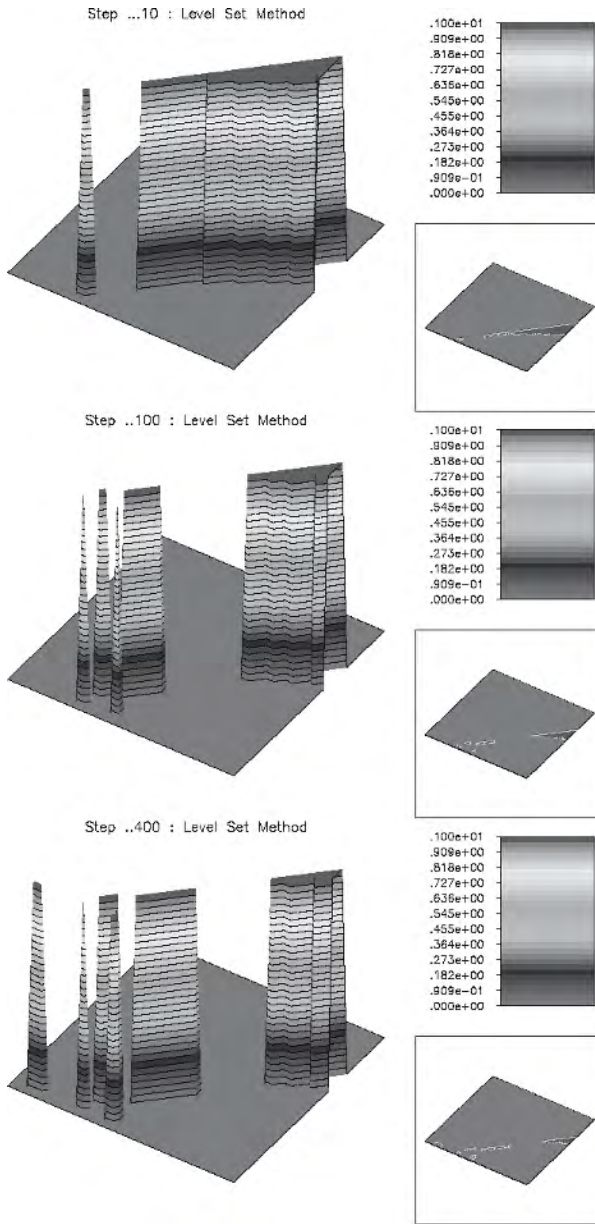 Step ...10 : Level Set Method
.100e+01
.909e+00
.818e+00
.727e+00
.636e+00
.545e+00
.455e+00
.364e+00
.273e+00
.182e+00
.909e-01
.000e+00
Step ..100 : Level Set Method
.100e+01
.909e+00
.818e+00
.727e+00
.636e+00
.545e+00
.455e+00
.364e+00
.273e+00
.182e+00
.909e-01
.000e+00
Step ..400 : Level Set Method
.100e+01
.909e+00
.818e+00
.727e+00
.636e+00
.545e+00
.455e+00
.364e+00
.273e+00
.182e+00
.909e-01
.000e+00